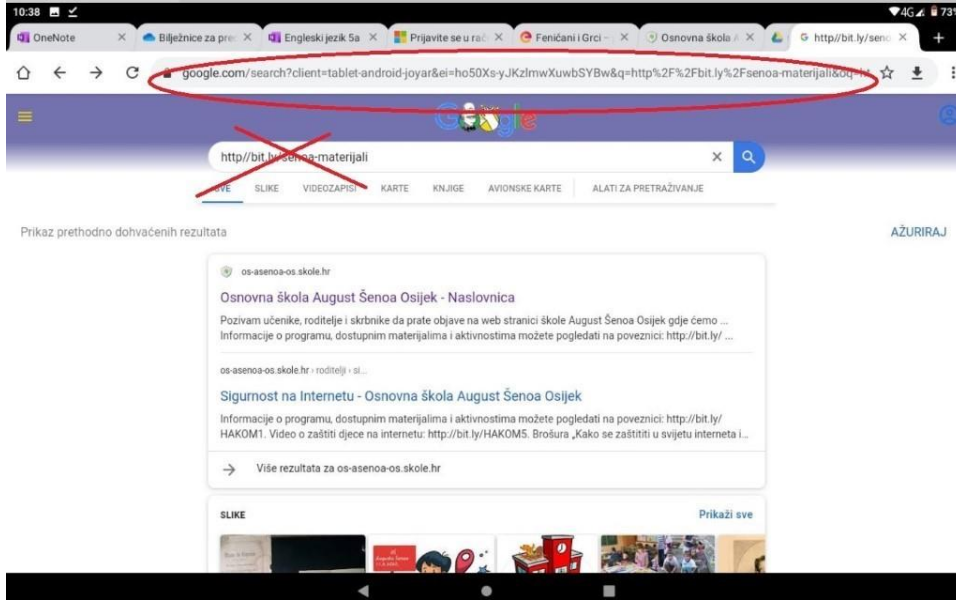 10:38 4G 73%
OneNote Bilježnice za pre Engleski jezik 5a Prijavite se u rač Feničani i Grci – Osnovna škola A http//bit.ly/seno
google.com/search?client=tablet-android-joyar&ei=ho50Xs-yJKzlmwXuwbSYBw&q=http%2F%2Fbit.ly%2Fsenoa-materijali&oq=
http//bit.ly/senoa-materijali
SVE SLIKE VIDEOZAPISI KARTE KNJIGE AVIONSKE KARTE ALATI ZA PRETRAŽIVANJE
Prikaz prethodno dohvaćenih rezultata AŽURIRAJ
os-asenoa-os.skole.hr
Osnovna škola August Šenoa Osijek - Naslovnica
Pozivam učenike, roditelje i skrbnike da prate objave na web stranici škole August Šenoa Osijek gdje ćemo ...
Informacije o programu, dostupnim materijalima i aktivnostima možete pogledati na poveznici: http://bit.ly/ ...
os-asenoa-os.skole.hr › roditelji › si...
Sigurnost na Internetu - Osnovna škola August Šenoa Osijek
Informacije o programu, dostupnim materijalima i aktivnostima možete pogledati na poveznici: http://bit.ly/
HAKOM1. Video o zaštiti djece na internetu: http://bit.ly/HAKOM5. Brošura „Kako se zaštititi u svijetu interneta i...
Više rezultata za os-asenoa-os.skole.hr
SLIKE Prikaži sve